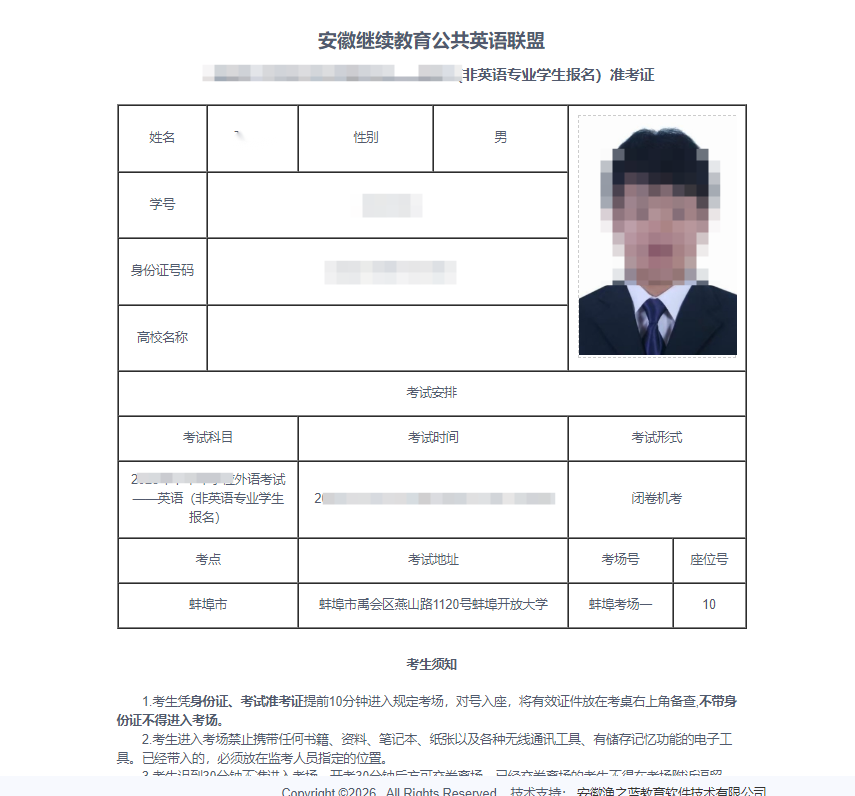 安徽继续教育公共英语联盟
(非英语专业学生报名）准考证
姓名 性别 男
学号
身份证号码
高校名称
考试安排
考试科目 考试时间 考试形式
外语考试
——英语（非英语专业学生
报名）
闭卷机考
考点 考试地址 考场号 座位号
蚌埠市 蚌埠市禹会区燕山路1120号蚌埠开放大学 蚌埠考场一 10
考生须知
1.考生凭身份证、考试准考证提前10分钟进入规定考场，对号入座，将有效证件放在考桌右上角备查,不带身
份证不得进入考场。
2.考生进入考场禁止携带任何书籍、资料、笔记本、纸张以及各种无线通讯工具、有储存记忆功能的电子工
具。已经带入的，必须放在监考人员指定的位置。
3.考生迟到30分钟不准进入考场，开考30分钟后方可交卷离场，已经交卷离场的考生不得在考场附近逗留
Copyright ©2026 All Rights Reserved 技术支持： 安徽渔之蓝教育软件技术有限公司